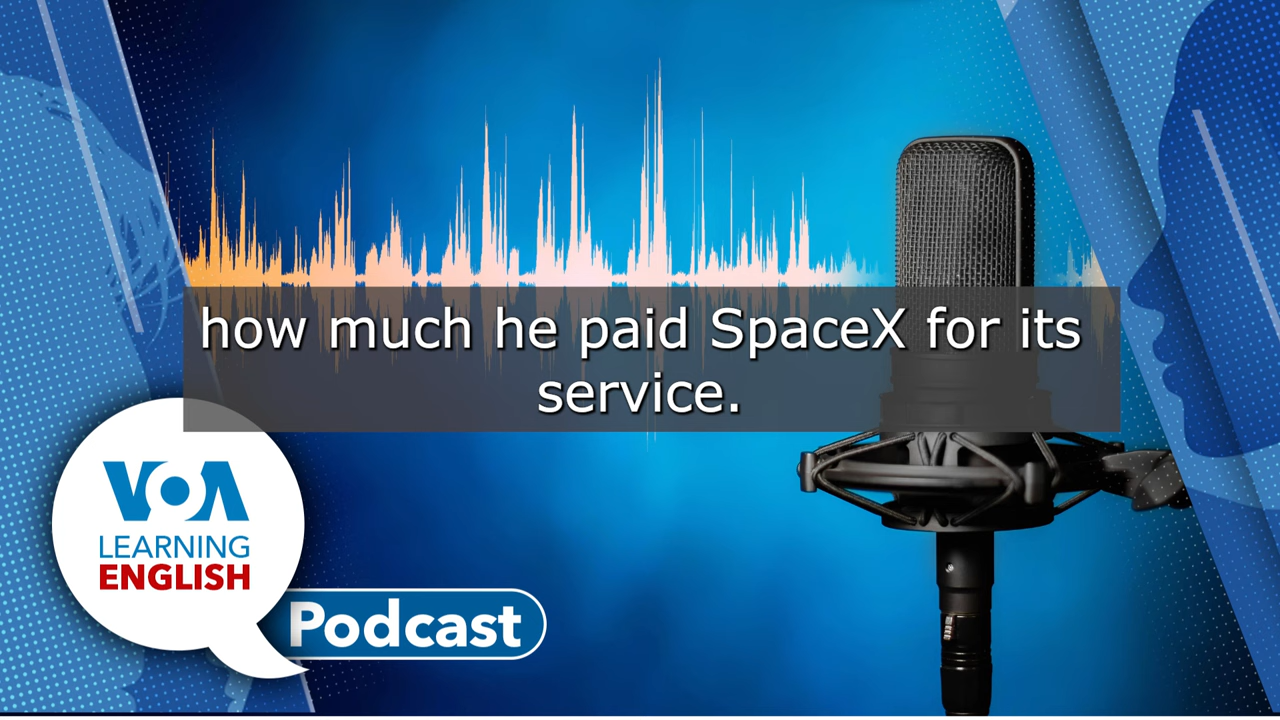 how much he paid SpaceX for its
service.
VOA
LEARNING
ENGLISH
Podcast